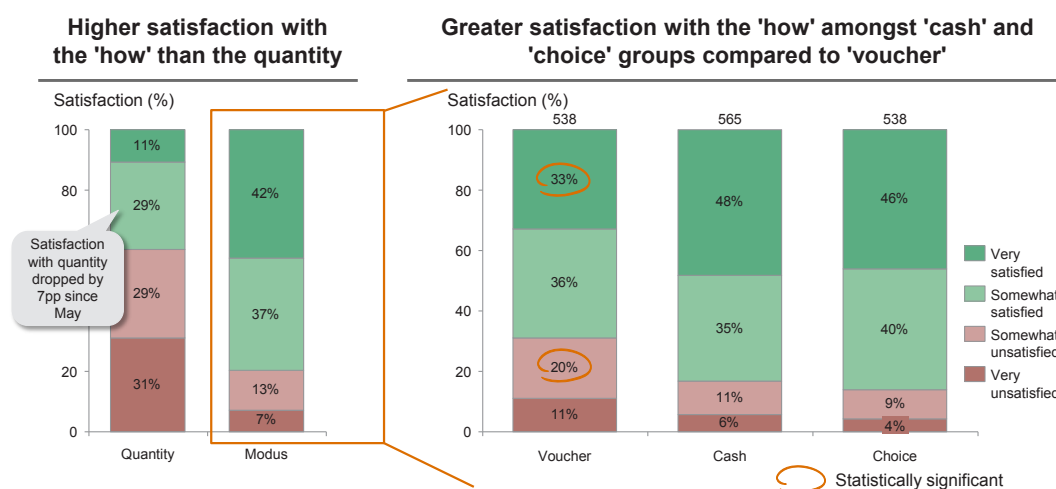 Higher satisfaction with
the 'how' than the quantity
Greater satisfaction with the 'how' amongst 'cash' and
'choice' groups compared to 'voucher'
Satisfaction (%)
100
80
60
40
20
0
11%
29%
29%
31%
42%
37%
13%
7%
Quantity
Modus
Satisfaction
with quantity
dropped by
7pp since
May
Satisfaction (%)
538
565
538
100
80
60
40
20
0
33%
36%
20%
11%
48%
35%
11%
6%
46%
40%
9%
4%
Voucher
Cash
Choice
Very
satisfied
Somewhat
satisfied
Somewhat
unsatisfied
Very
unsatisfied
Statistically significant